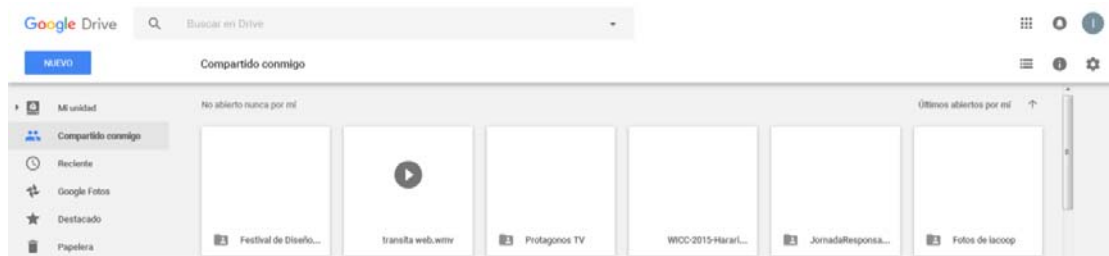 Google Drive
Buscar en Drive
I
NUEVO
Compartido conmigo
Mi unidad
Compartido conmigo
Reciente
Google Fotos
Destacado
Papelera
No abierto nunca por mí
Últimos abiertos por mí
Festival de Diseño...
transita web.wmv
Protagonos TV
WICC-2015-Harari...
JornadaResponsa...
Fotos de lacoop